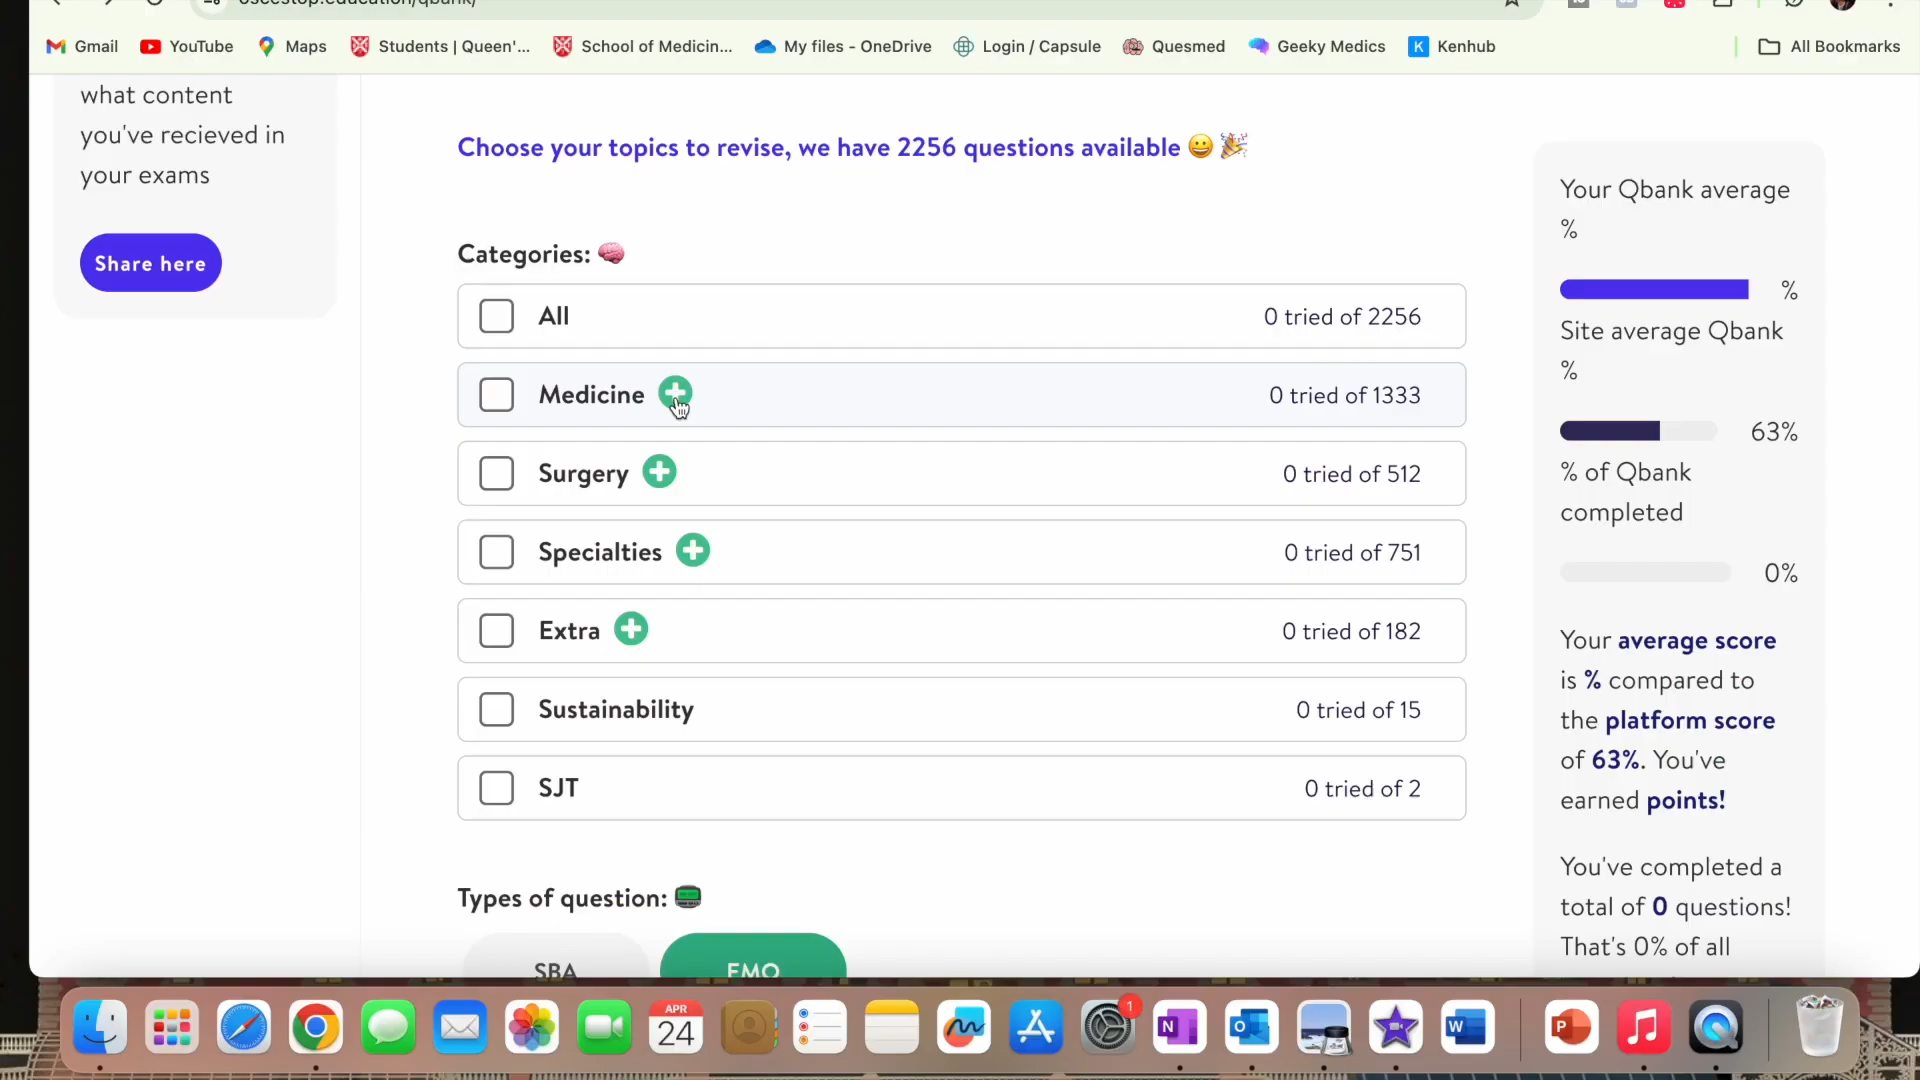 oscestop.education/qbank/
Gmail YouTube Maps Students | Queen'... School of Medicin... My files - OneDrive Login / Capsule Quesmed Geeky Medics Kenhub All Bookmarks
what content
you've recieved in
your exams
Share here
Choose your topics to revise, we have 2256 questions available
Categories:
All 0 tried of 2256
Medicine 0 tried of 1333
Surgery 0 tried of 512
Specialties 0 tried of 751
Extra 0 tried of 182
Sustainability 0 tried of 15
SJT 0 tried of 2
Types of question:
SBA EMQ
Your Qbank average
%
%
Site average Qbank
%
63%
% of Qbank
completed
0%
Your average score
is % compared to
the platform score
of 63%. You've
earned points!
You've completed a
total of 0 questions!
That's 0% of all
APR
24
1